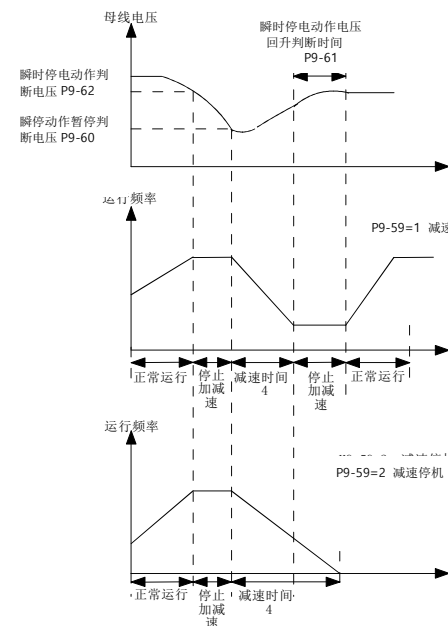 母线电压
瞬时停电动作电压
回升判断时间
P9-61
瞬时停电动作判
断电压 P9-62
瞬停动作暂停判
断电压 P9-60
运行频率
P9-59=1 减速
正常运行
停止
加减
速
减速时间
4
停止
加减
速
正常运行
运行频率
P9-59=2 减速停机
正常运行
停止
加减
速
减速时间
4